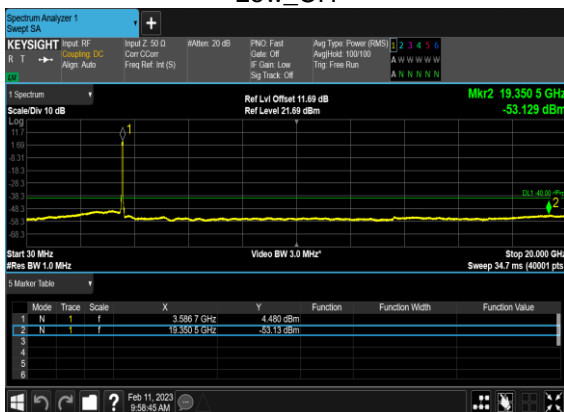 Spectrum Analyzer 1
Swept SA
+
KEYSIGHT Input: RF Input Z: 50 Ω #Atten: 20 dB PNO: Fast Avg Type: Power (RMS) 1 2 3 4 5 6
R T Coupling: DC Corr CCorr Gate: Off Avg|Hold: 100/100 A W W W W W
Align: Auto Freq Ref: Int (S) IF Gain: Low Trig: Free Run
Sig Track: Off A N N N N N
1 Spectrum Ref Lvl Offset 11.69 dB Mkr2 19.350 5 GHz
Scale/Div 10 dB Ref Level 21.69 dBm -53.129 dBm
Log
11.7
1.69
-8.31
-18.3
-28.3
-38.3
-48.3
-58.3
-68.3
1
2
Start 30 MHz Video BW 3.0 MHz* Stop 20.000 GHz
#Res BW 1.0 MHz Sweep 34.7 ms (40001 pts)
5 Marker Table
Mode Trace Scale X Y Function Function Width Function Value
1 N 1 f 3.586 7 GHz 4.480 dBm
2 N 1 f 19.350 5 GHz -53.13 dBm
3
4
5
6
? Feb 11, 2023
9:58:45 AM